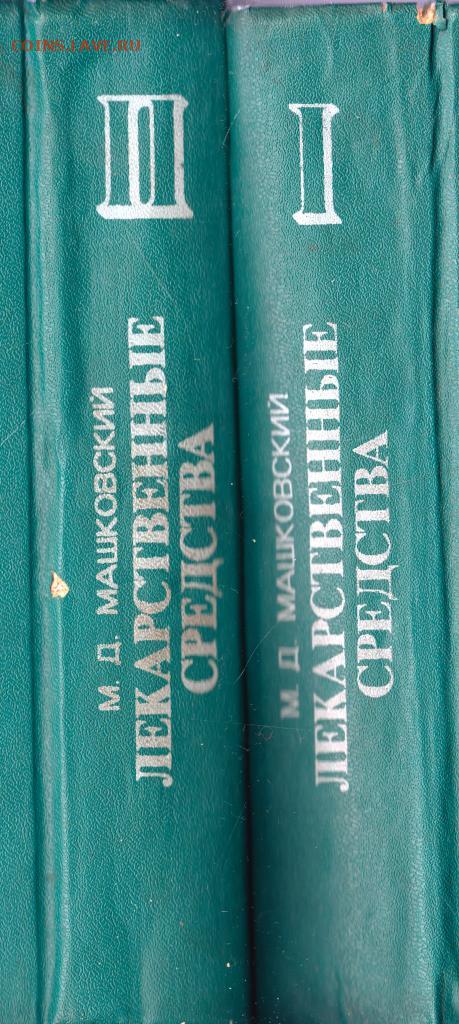 COINS.LAVE.RU
II
М. Д. МАШКОВСКИЙ
ЛЕКАРСТВЕННЫЕ
СРЕДСТВА
I
М Д МАШКОВСКИЙ
ЛЕКАРСТВЕННЫЕ
СРЕДСТВА